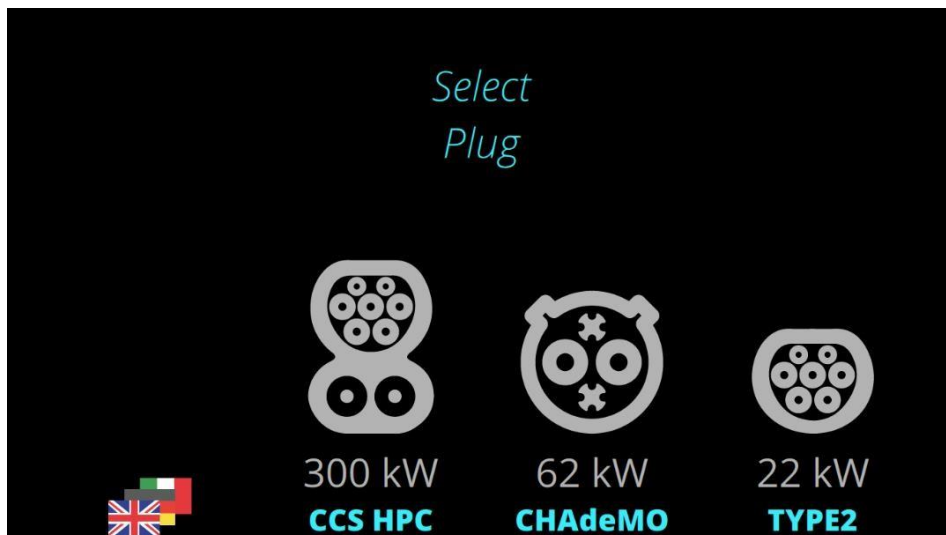 Select
Plug
300 kW
62 kW
22 kW
CCS HPC
CHAdeMO
TYPE2